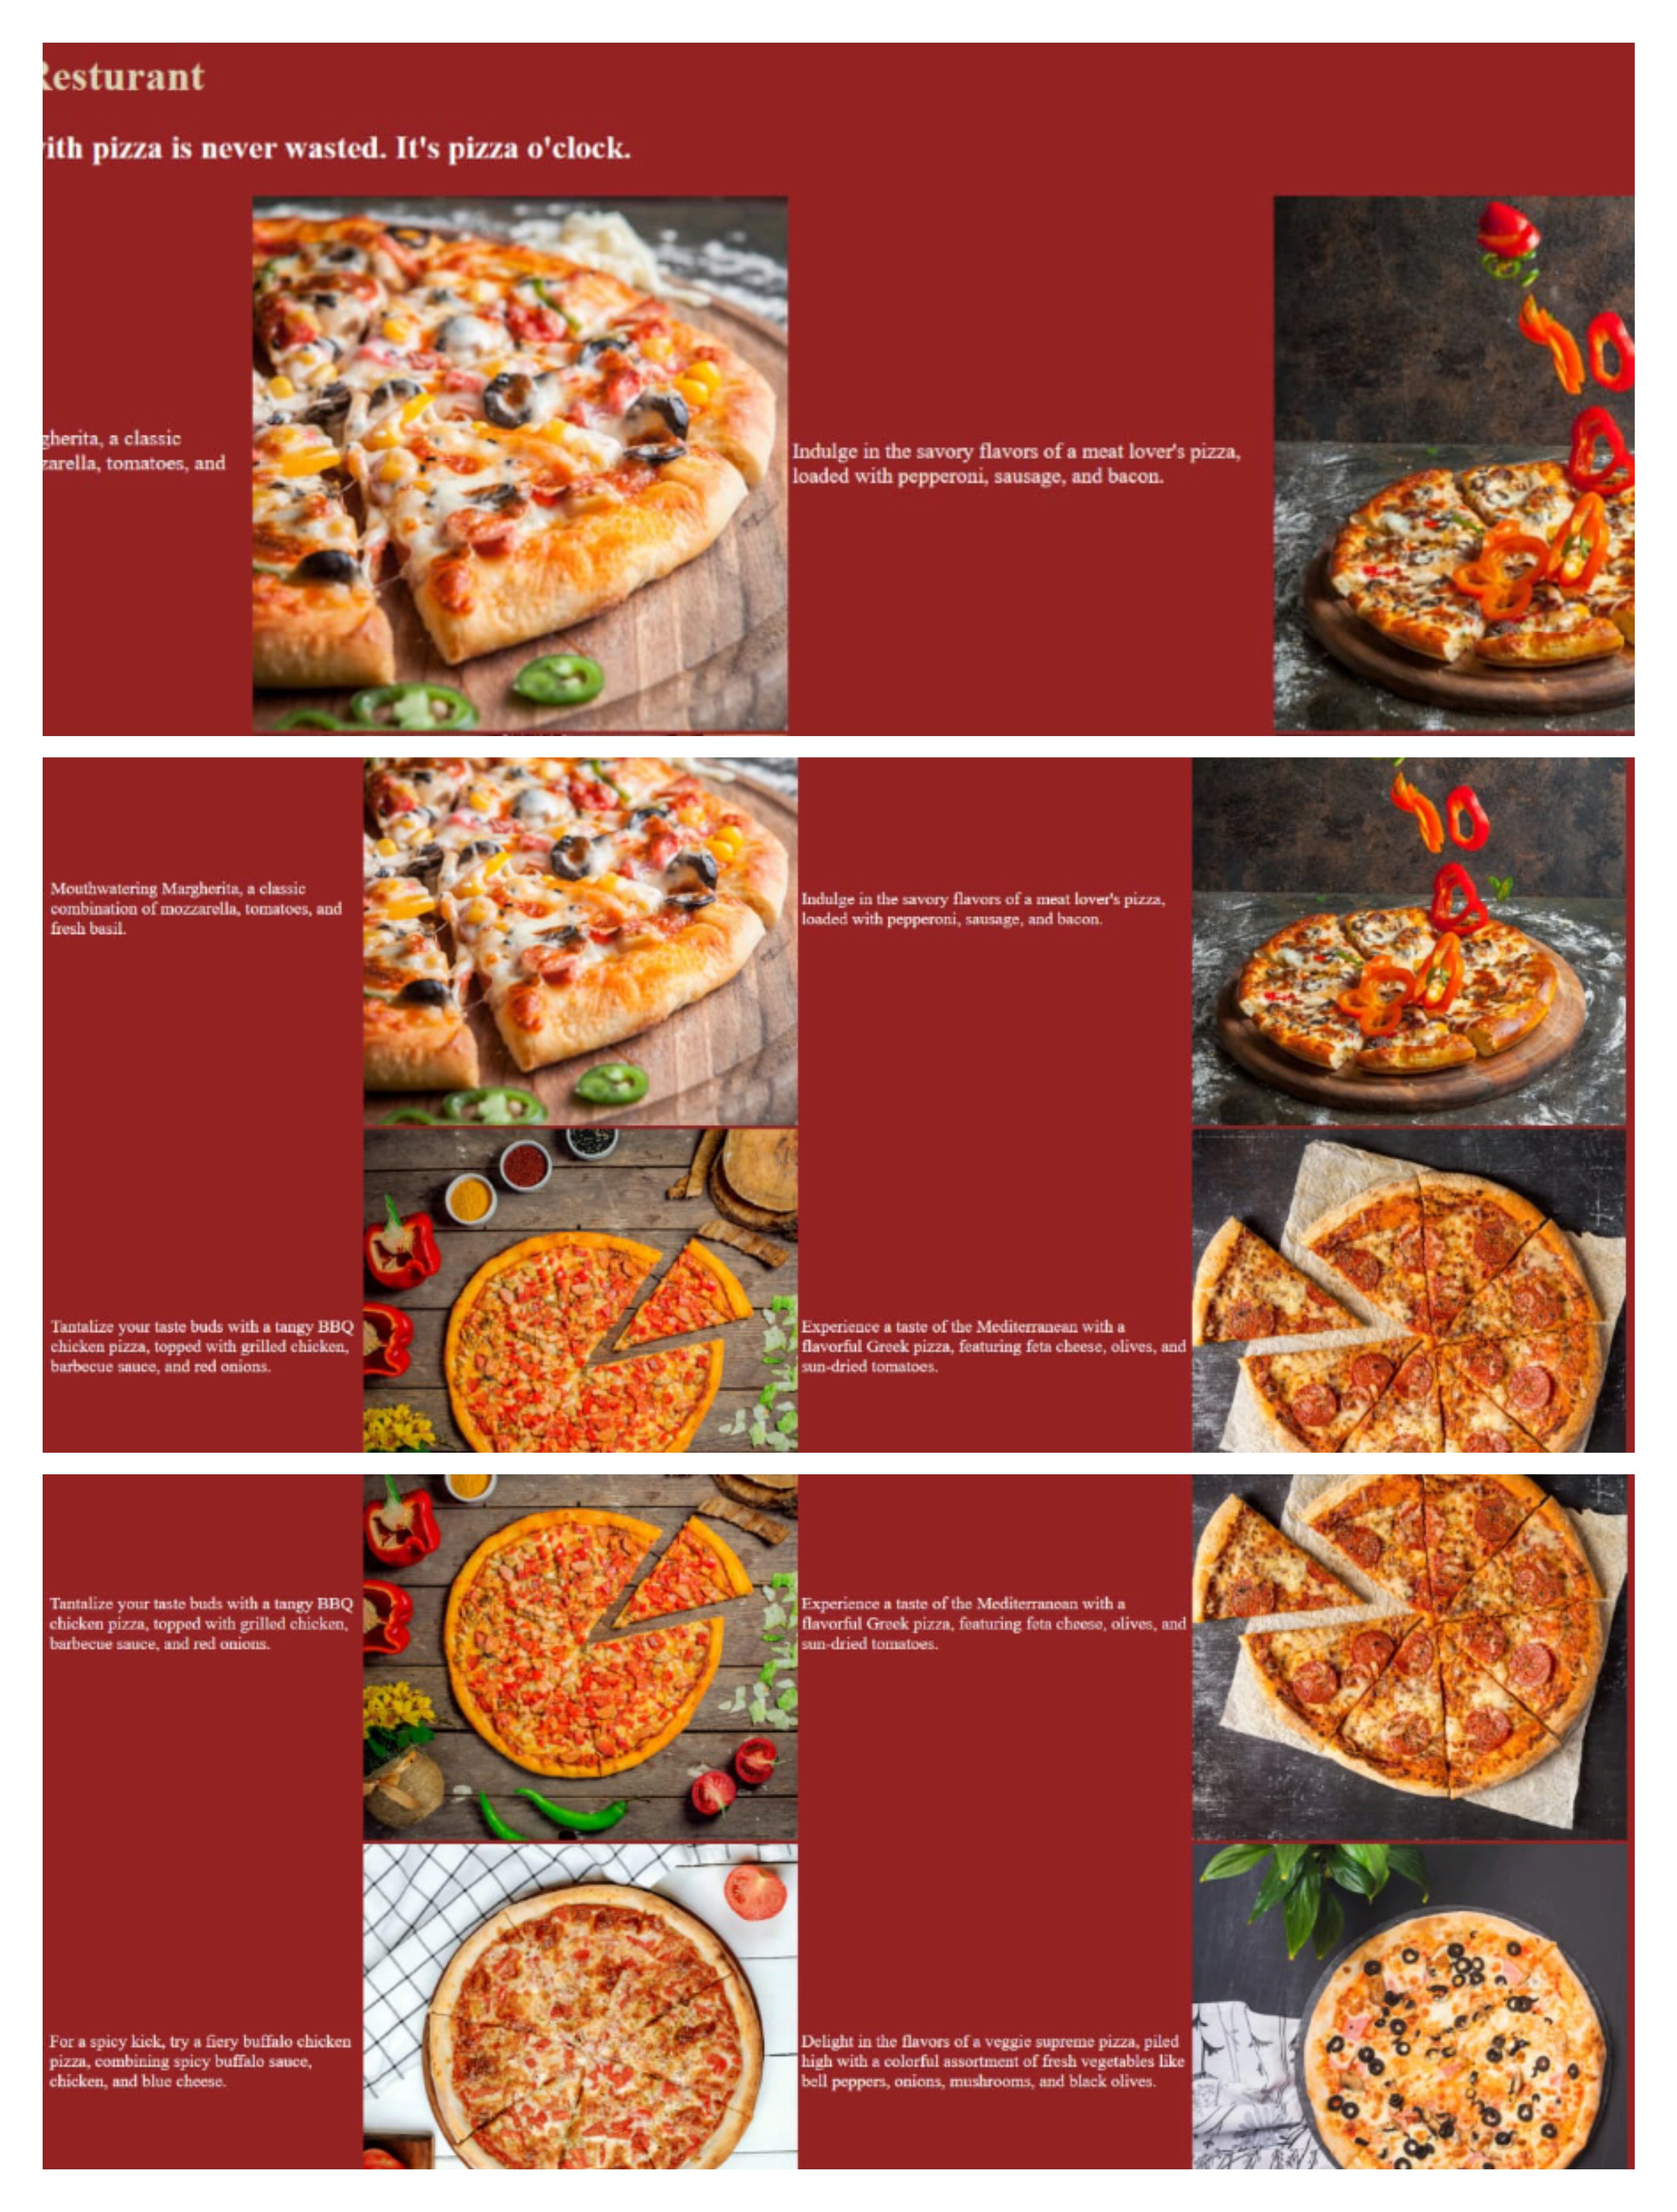 Resturant
with pizza is never wasted. It's pizza o'clock.
gherita, a classic
zarella, tomatoes, and
Indulge in the savory flavors of a meat lover's pizza,
loaded with pepperoni, sausage, and bacon.
Mouthwatering Margherita, a classic
combination of mozzarella, tomatoes, and
fresh basil.
Indulge in the savory flavors of a meat lover's pizza,
loaded with pepperoni, sausage, and bacon.
Tantalize your taste buds with a tangy BBQ
chicken pizza, topped with grilled chicken,
barbecue sauce, and red onions.
Experience a taste of the Mediterranean with a
flavorful Greek pizza, featuring feta cheese, olives, and
sun-dried tomatoes.
Tantalize your taste buds with a tangy BBQ
chicken pizza, topped with grilled chicken,
barbecue sauce, and red onions.
Experience a taste of the Mediterranean with a
flavorful Greek pizza, featuring feta cheese, olives, and
sun-dried tomatoes.
For a spicy kick, try a fiery buffalo chicken
pizza, combining spicy buffalo sauce,
chicken, and blue cheese.
Delight in the flavors of a veggie supreme pizza, piled
high with a colorful assortment of fresh vegetables like
bell peppers, onions, mushrooms, and black olives.